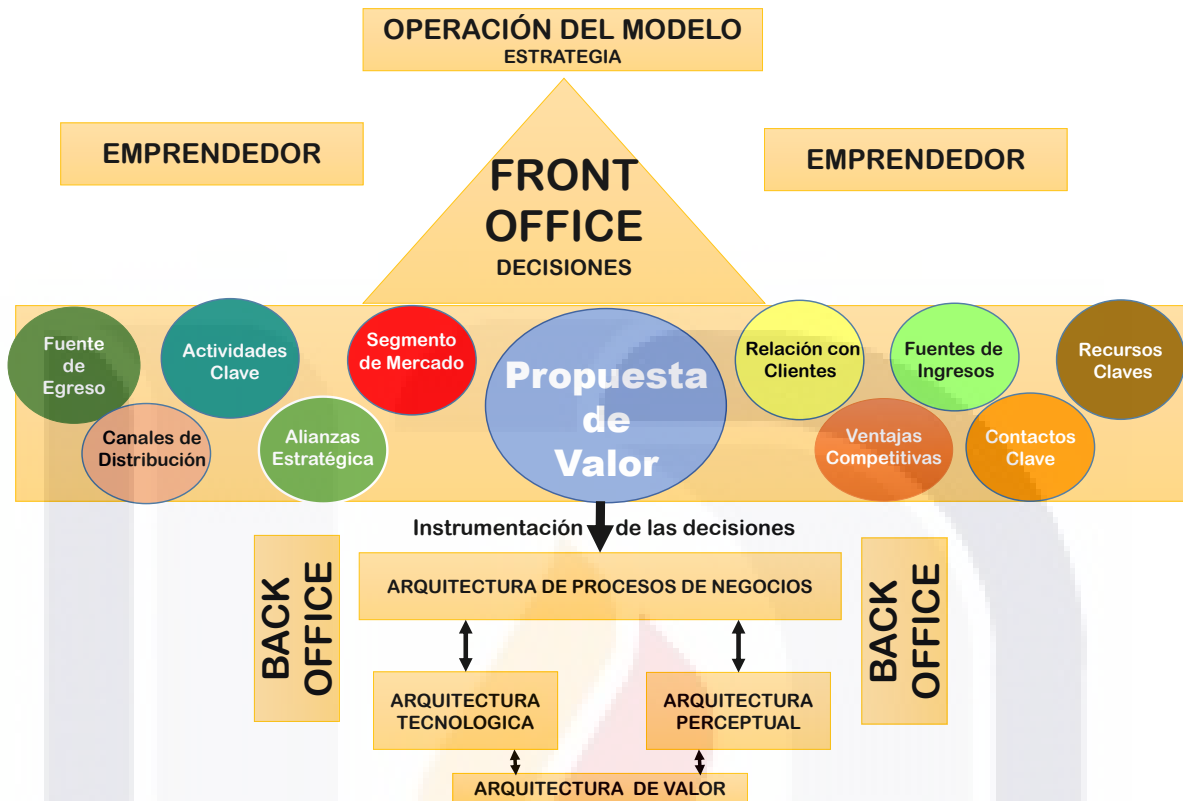 OPERACIÓN DEL MODELO
ESTRATEGIA
EMPRENDEDOR
EMPRENDEDOR
FRONT
OFFICE
DECISIONES
Fuente
de
Egreso
Actividades
Clave
Segmento
de Mercado
Propuesta
de
Valor
Relación con
Clientes
Fuentes de
Ingresos
Recursos
Claves
Canales de
Distribución
Alianzas
Estratégica
Ventajas
Competitivas
Contactos
Clave
Instrumentación de las decisiones
BACK
OFFICE
ARQUITECTURA DE PROCESOS DE NEGOCIOS
BACK
OFFICE
ARQUITECTURA
TECNOLOGICA
ARQUITECTURA
PERCEPTUAL
ARQUITECTURA DE VALOR